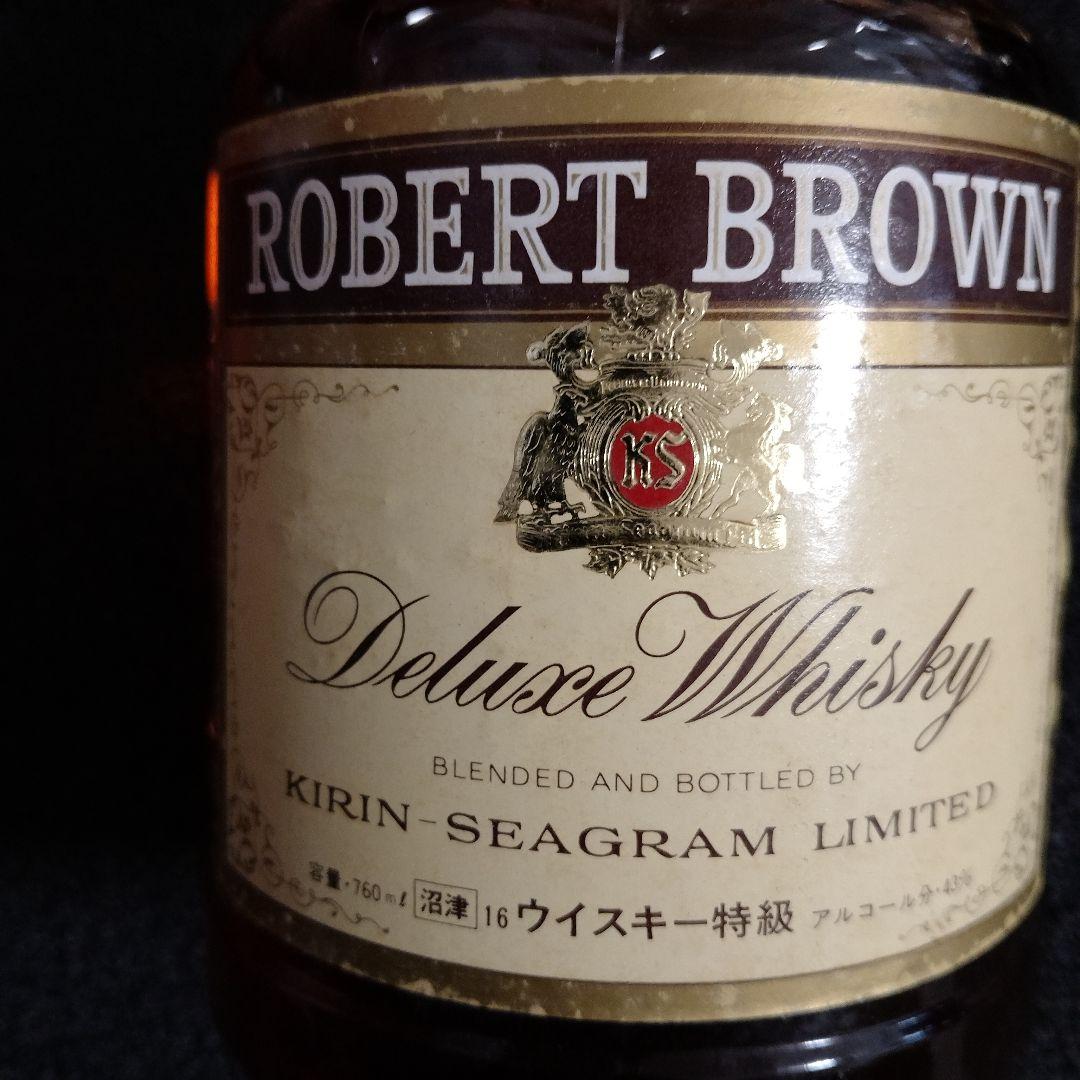 ROBERT BROWN
KS
Deluxe Whisky
BLENDED AND BOTTLED BY
KIRIN-SEAGRAM LIMITED
容量・760ml 沼津 16 ウイスキー特級 アルコール分・43%